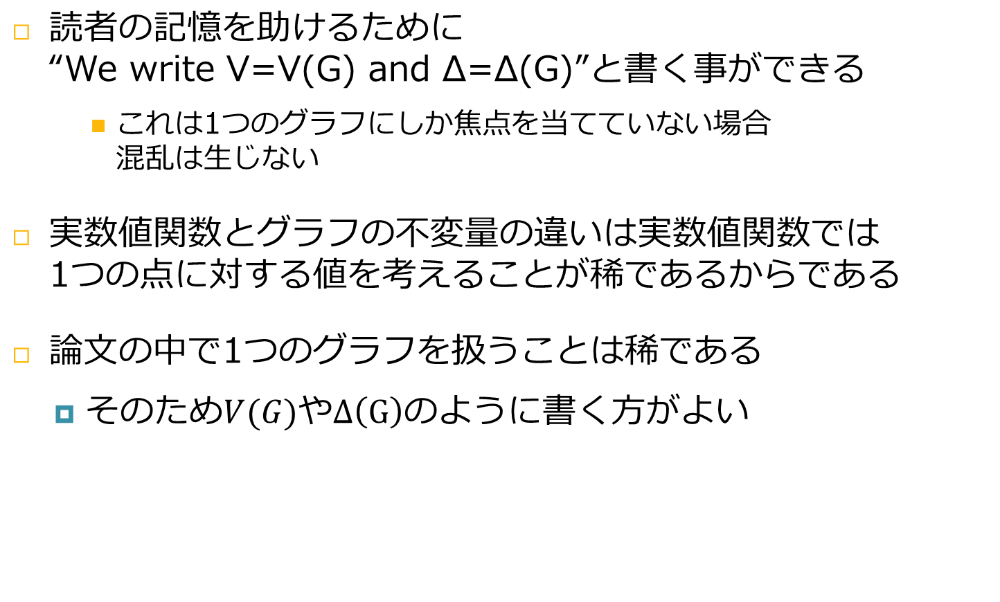 読者の記憶を助けるために
“We write V=V(G) and Δ=Δ(G)”と書く事ができる
これは1つのグラフにしか焦点を当てていない場合
混乱は生じない
実数値関数とグラフの不変量の違いは実数値関数では
1つの点に対する値を考えることが稀であるからである
論文の中で1つのグラフを扱うことは稀である
そのため𝑉(𝐺)やΔ(G)のように書く方がよい